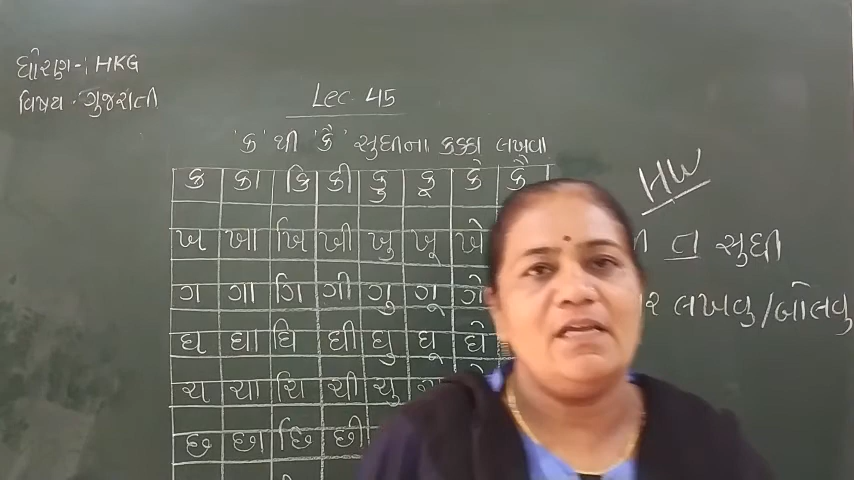 ધોરણ -: HKG
વિષય - ગુજરાતી
Lec - 45
'ક' થી 'કૈ' સુધીના કક્કા લખવા
ક કા કિ કી કુ કૂ કે કૈ
ખ ખા ખિ ખી ખુ ખૂ ખે
ગ ગા ગિ ગી ગુ ગૂ ગે
ઘ ઘા ઘિ ઘી ઘુ ઘૂ ઘે
ચ ચા ચિ ચી ચુ
છ છા છિ છી
HW
ત સુધી
લખવુ/બોલવુ